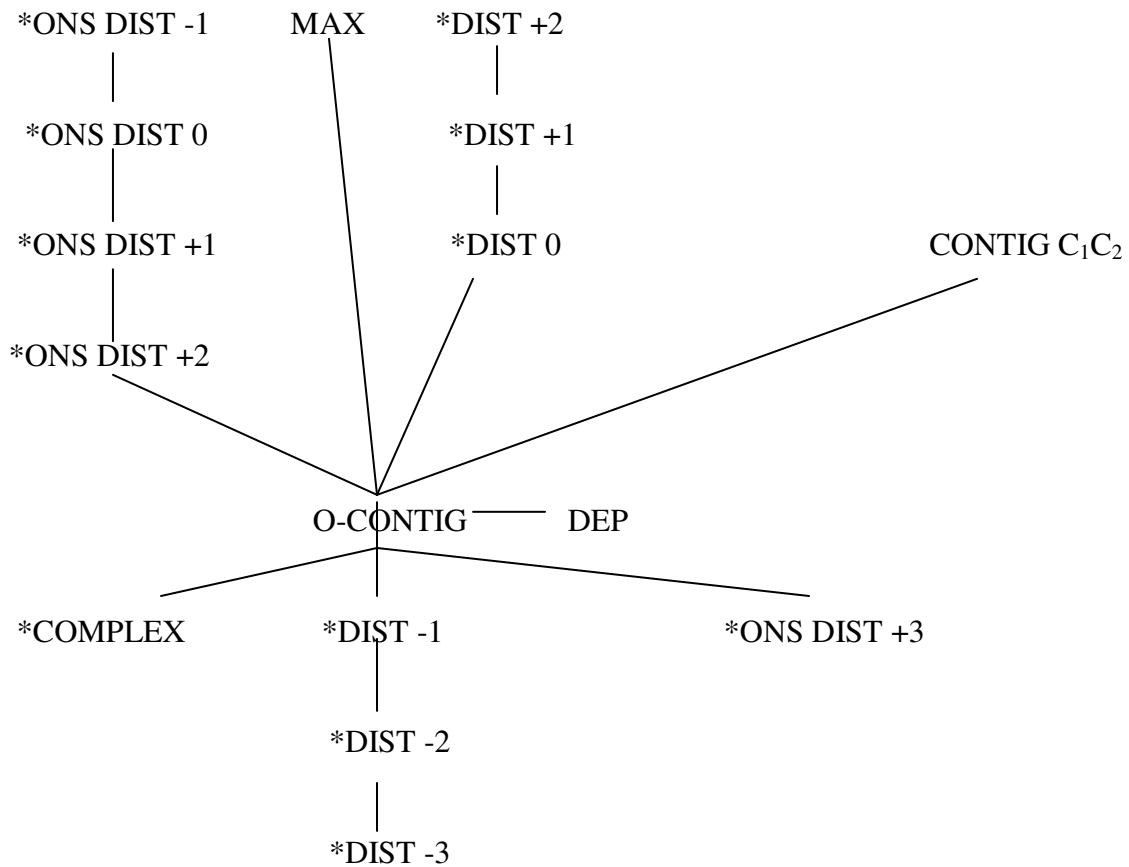 *ONS DIST -1 MAX *DIST +2
*ONS DIST 0 *DIST +1
*ONS DIST +1 *DIST 0 CONTIG C₁C₂
*ONS DIST +2
O-CONTIG DEP
*COMPLEX *DIST -1 *ONS DIST +3
*DIST -2
*DIST -3